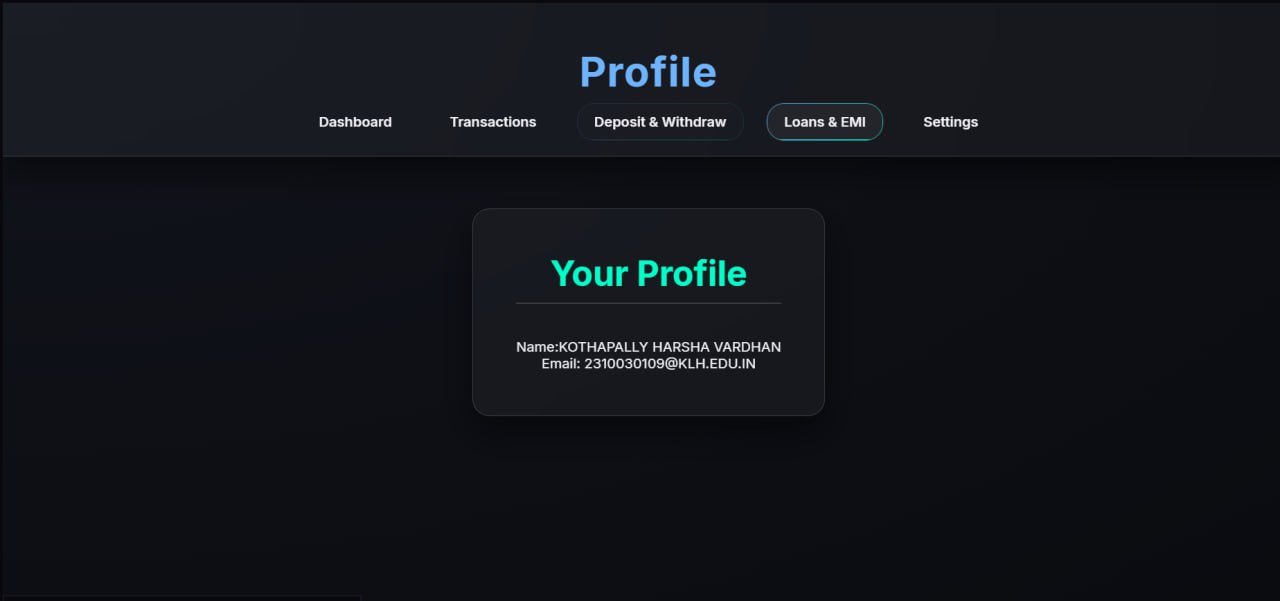 Profile
Dashboard Transactions Deposit & Withdraw Loans & EMI Settings
Your Profile
Name:KOTHAPALLY HARSHA VARDHAN
Email: 2310030109@KLH.EDU.IN